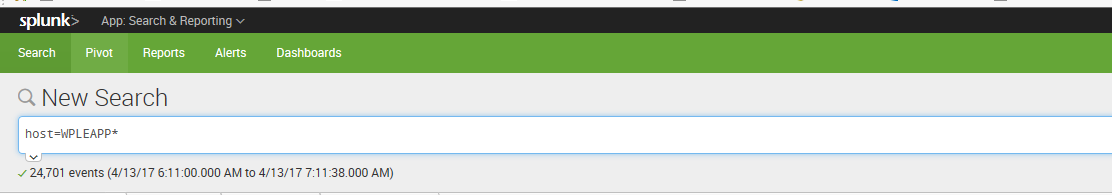 splunk> App: Search & Reporting
Search Pivot Reports Alerts Dashboards
New Search
host=WPLEAPP*
24,701 events (4/13/17 6:11:00.000 AM to 4/13/17 7:11:38.000 AM)